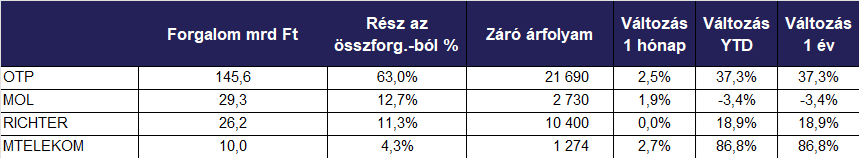 Forgalom mrd Ft Rész az összforg.-ból % Záró árfolyam Változás 1 hónap Változás YTD Változás 1 év
OTP 145,6 63,0% 21 690 2,5% 37,3% 37,3%
MOL 29,3 12,7% 2 730 1,9% -3,4% -3,4%
RICHTER 26,2 11,3% 10 400 0,0% 18,9% 18,9%
MTELEKOM 10,0 4,3% 1 274 2,7% 86,8% 86,8%